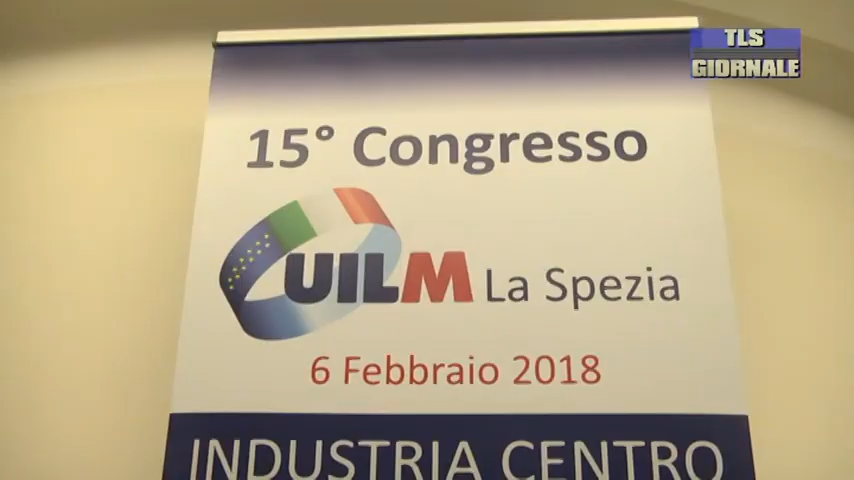 TLS
GIORNALE
15° Congresso
UILM La Spezia
6 Febbraio 2018
INDUSTRIA CENTRO